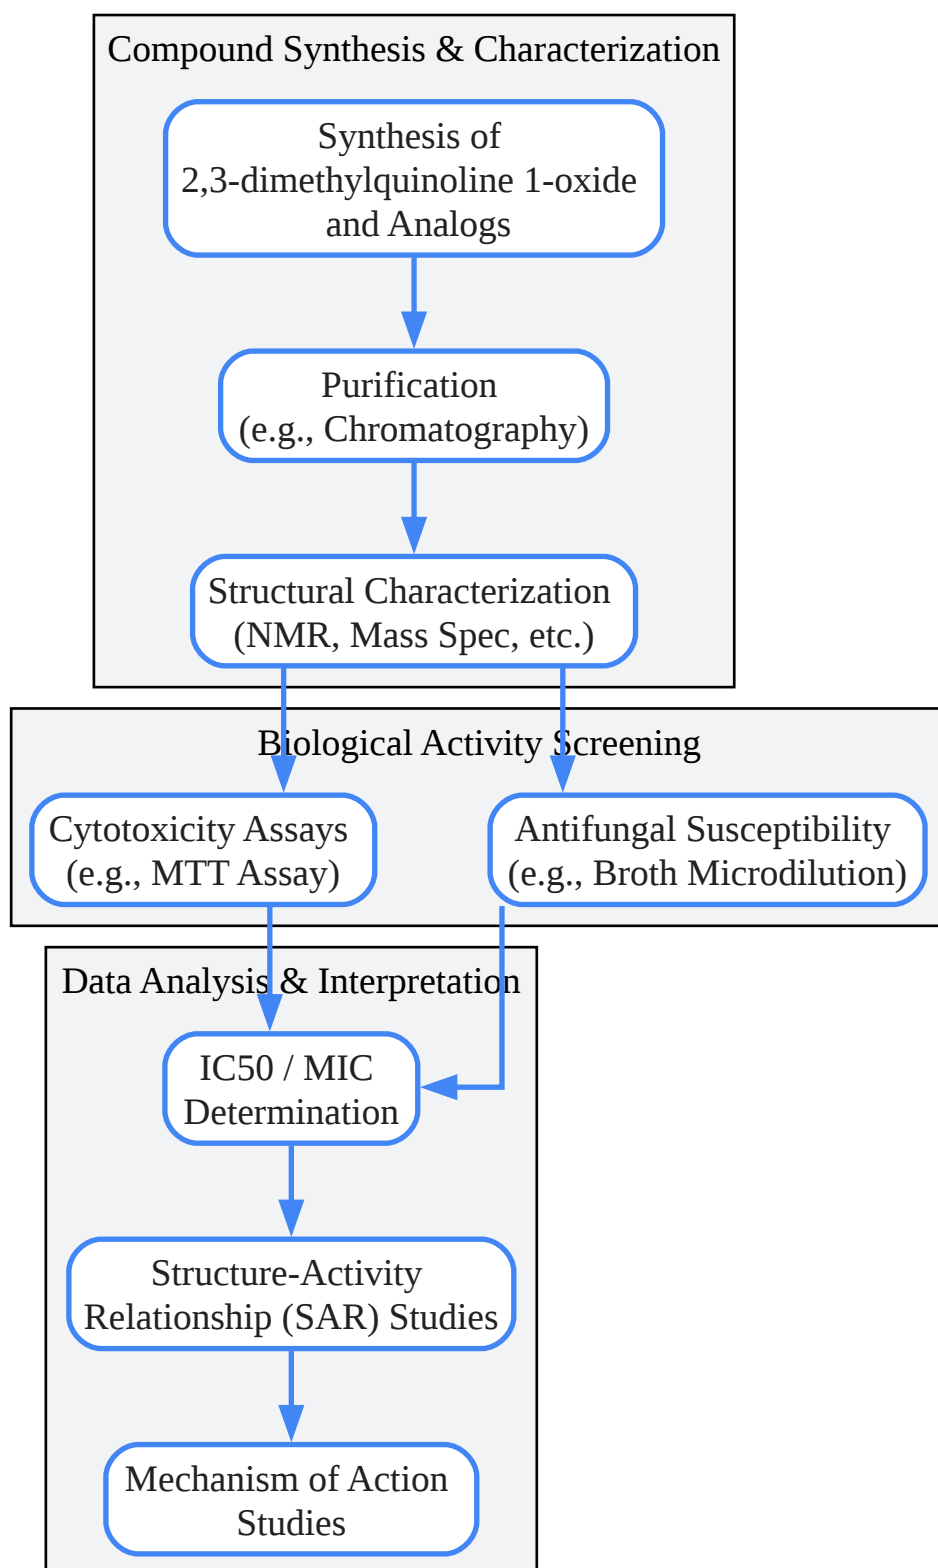 Compound Synthesis & Characterization
Synthesis of
2,3-dimethylquinoline 1-oxide
and Analogs
Purification
(e.g., Chromatography)
Structural Characterization
(NMR, Mass Spec, etc.)
Biological Activity Screening
Cytotoxicity Assays
(e.g., MTT Assay)
Antifungal Susceptibility
(e.g., Broth Microdilution)
Data Analysis & Interpretation
IC50 / MIC
Determination
Structure-Activity
Relationship (SAR) Studies
Mechanism of Action
Studies